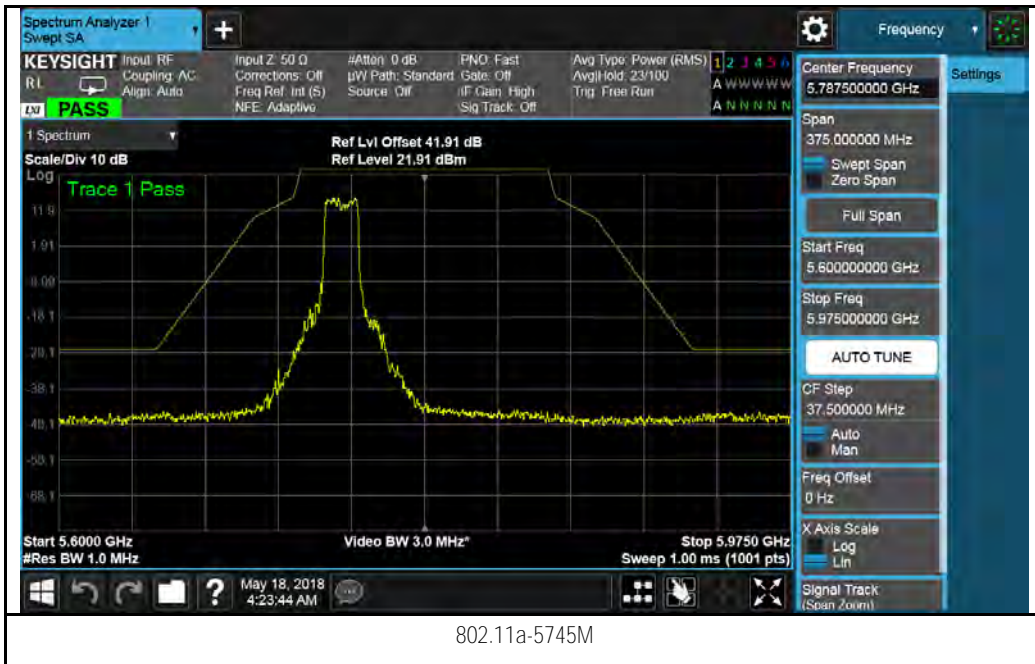 Spectrum Analyzer 1
Swept SA
+
Frequency
KEYSIGHT
RL
LXI
PASS
Input: RF
Coupling: AC
Align: Auto
Input Z: 50 Ω
Corrections: Off
Freq Ref: Int (S)
NFE: Adaptive
#Atten: 0 dB
µW Path: Standard
Source: Off
PNO: Fast
Gate: Off
IF Gain: High
Sig Track: Off
Avg Type: Power (RMS)
Avg|Hold: 23/100
Trig: Free Run
1 2 3 4 5 6
A W W W W W
A N N N N N
1 Spectrum
Scale/Div 10 dB
Ref Lvl Offset 41.91 dB
Ref Level 21.91 dBm
Log
Trace 1 Pass
11.9
1.91
-18.1
-38.1
-68.1
Start 5.6000 GHz
#Res BW 1.0 MHz
Video BW 3.0 MHz*
Stop 5.9750 GHz
Sweep 1.00 ms (1001 pts)
?
May 18, 2018
4:23:44 AM
Center Frequency
5.787500000 GHz
Settings
Span
375.000000 MHz
Swept Span
Zero Span
Full Span
Start Freq
5.600000000 GHz
Stop Freq
5.975000000 GHz
AUTO TUNE
CF Step
37.500000 MHz
Auto
Man
Freq Offset
0 Hz
X Axis Scale
Log
Lin
Signal Track
(Span Zoom)
802.11a-5745M